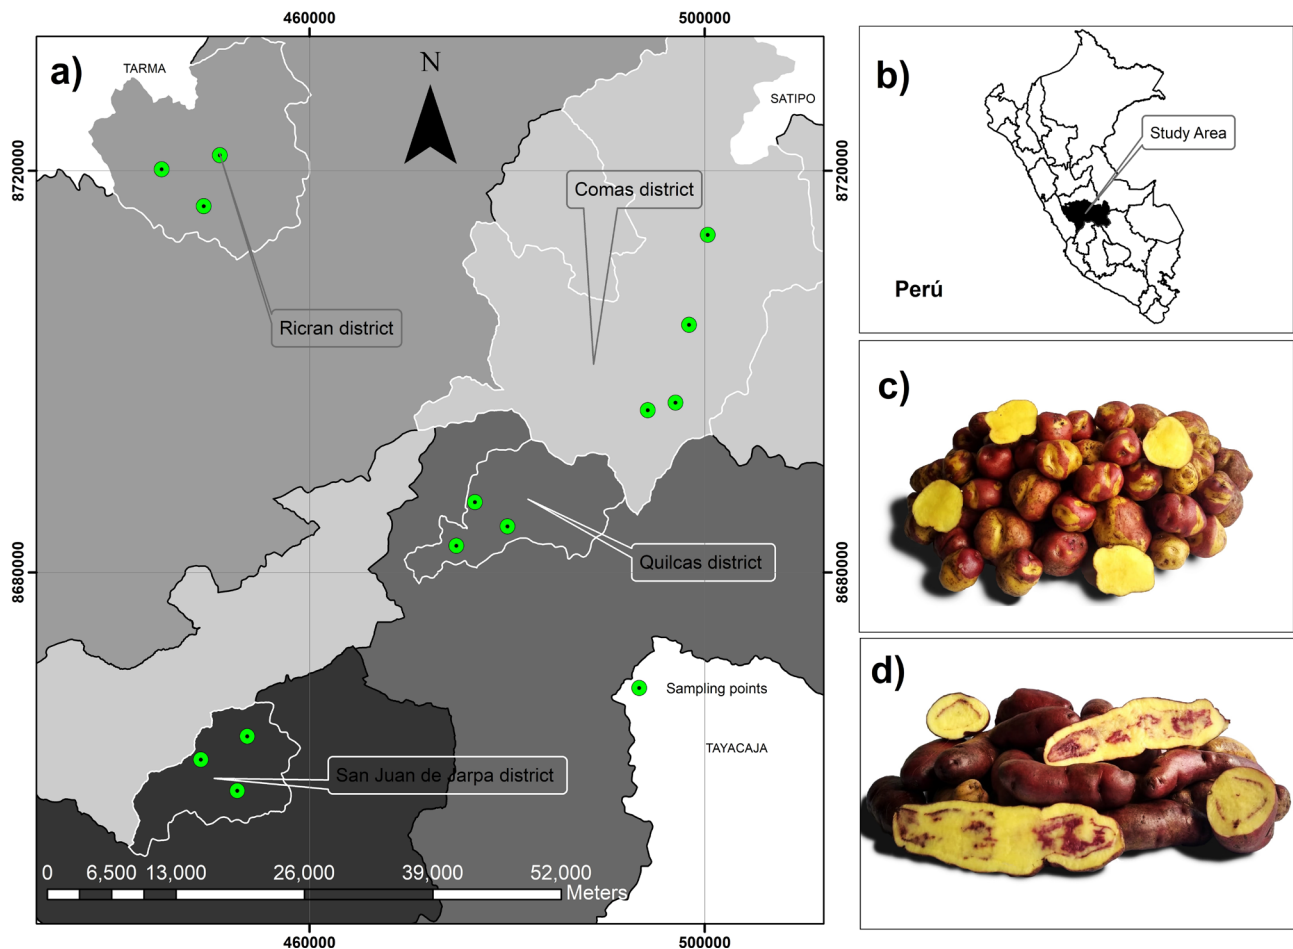 460000
500000
a)
TARMA
N
SATIPO
8720000
8720000
Comas district
Ricran district
Quilcas district
8680000
8680000
Sampling points
TAYACAJA
San Juan de Jarpa district
0 6,500 13,000 26,000 39,000 52,000
Meters
460000
500000
b)
Study Area
Perú
c)
d)